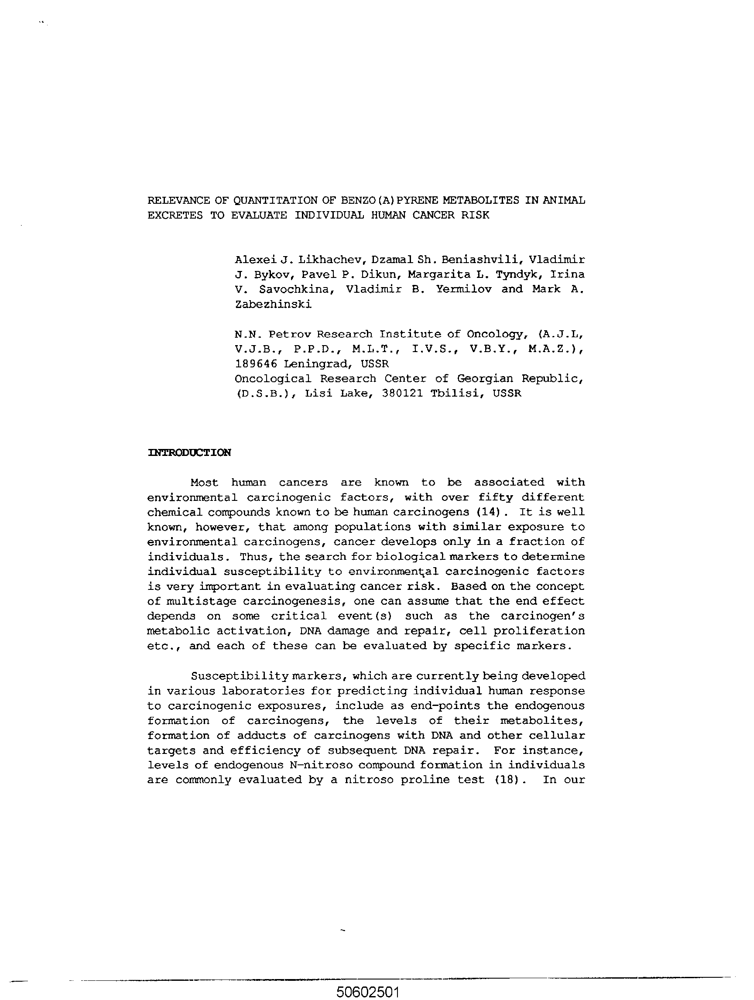 RELEVANCE OF QUANTITATION OF BENZO(A)PYRENE METABOLITES IN ANIMAL
EXCRETES TO EVALUATE INDIVIDUAL HUMAN CANCER RISK
Alexei J. Likhachev, Dzamal Sh. Beniashvili, Vladimir
J. Bykov, Pavel P. Dikun, Margarita L. Tyndyk, Irina
V. Savochkina, Vladimir B. Yermilov and Mark A.
Zabezhinski
N.N. Petrov Research Institute of Oncology, (A.J.L,
V.J.B., P.P.D., M.L.T., I.V.S., V.B.Y., M.A.Z.),
189646 Leningrad, USSR
Oncological Research Center of Georgian Republic,
(D.S.B.), Lisi Lake, 380121 Tbilisi, USSR
INTRODUCTION
Most human cancers are known to be associated with
environmental carcinogenic factors, with over fifty different
chemical compounds known to be human carcinogens (14). It is well
known, however, that among populations with similar exposure to
environmental carcinogens, cancer develops only in a fraction of
individuals. Thus, the search for biological markers to determine
individual susceptibility to environmental carcinogenic factors
is very important in evaluating cancer risk. Based on the concept
of multistage carcinogenesis, one can assume that the end effect
depends on some critical event(s) such as the carcinogen's
metabolic activation, DNA damage and repair, cell proliferation
etc., and each of these can be evaluated by specific markers.
Susceptibility markers, which are currently being developed
in various laboratories for predicting individual human response
to carcinogenic exposures, include as end-points the endogenous
formation of carcinogens, the levels of their metabolites,
formation of adducts of carcinogens with DNA and other cellular
targets and efficiency of subsequent DNA repair. For instance,
levels of endogenous N-nitroso compound formation in individuals
are commonly evaluated by a nitroso proline test (18). In our
50602501